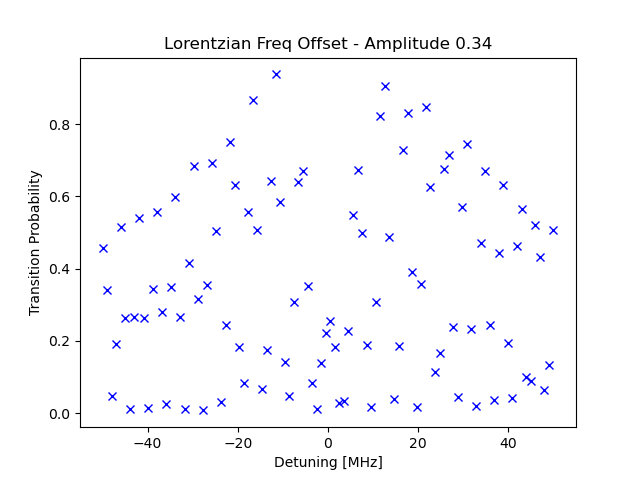 Lorentzian Freq Offset - Amplitude 0.34
Transition Probability
0.8
0.6
0.4
0.2
0.0
−40 −20 0 20 40
Detuning [MHz]